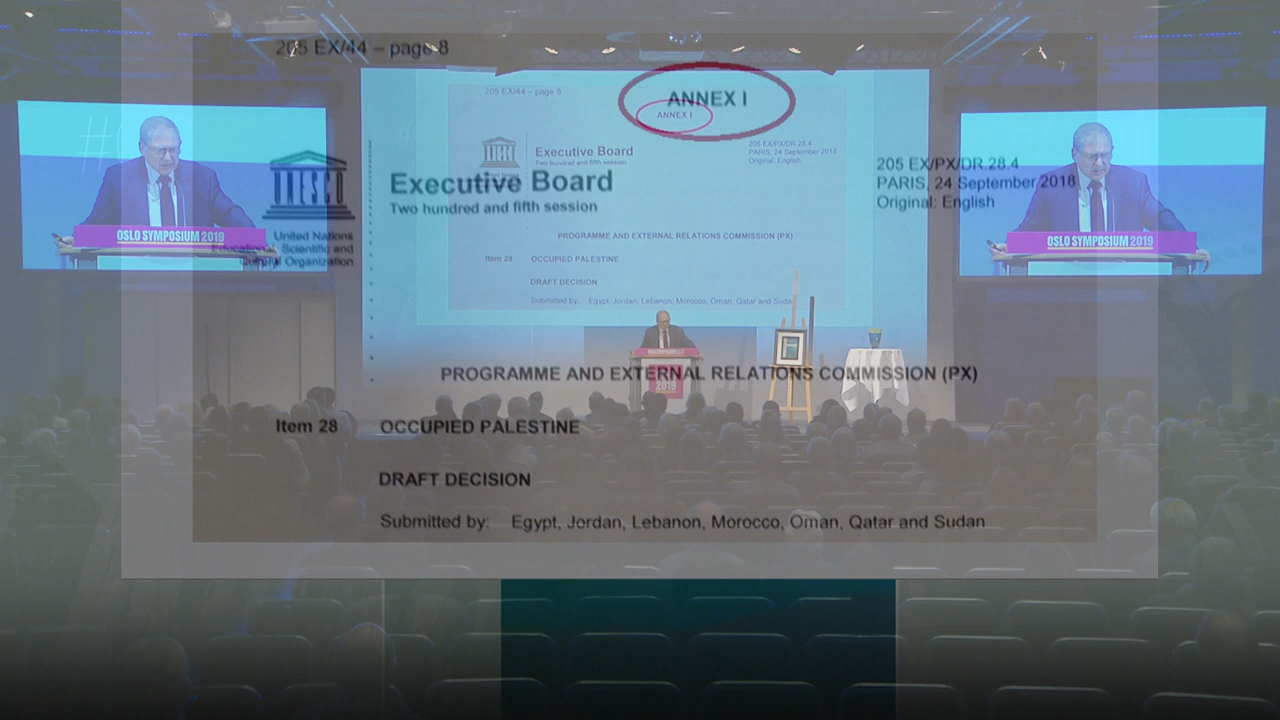 205 EX/44 – page 8
ANNEX I
UNESCO
United Nations
Educational, Scientific and
Cultural Organization
Executive Board
Two hundred and fifth session
205 EX/PX/DR.28.4
PARIS, 24 September 2018
Original: English
PROGRAMME AND EXTERNAL RELATIONS COMMISSION (PX)
Item 28 OCCUPIED PALESTINE
DRAFT DECISION
Submitted by: Egypt, Jordan, Lebanon, Morocco, Oman, Qatar and Sudan
205 EX/44 – page 8
ANNEX I
Executive Board
Two hundred and fifth session
205 EX/PX/DR.28.4
PARIS, 24 September 2018
Original: English
PROGRAMME AND EXTERNAL RELATIONS COMMISSION (PX)
Item 28 OCCUPIED PALESTINE
DRAFT DECISION
Submitted by: Egypt, Jordan, Lebanon, Morocco, Oman, Qatar and Sudan
OSLO SYMPOSIUM 2019
OSLO SYMPOSIUM 2019
2019